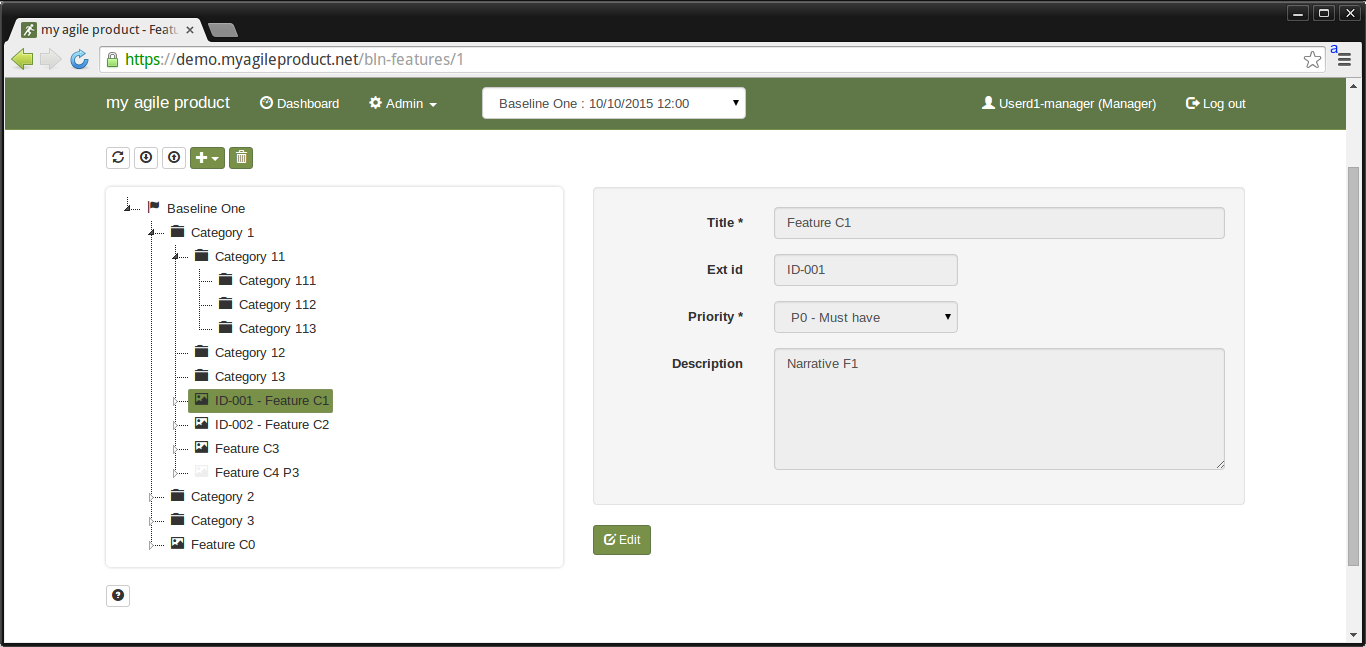 my agile product - Featu
https://demo.myagileproduct.net/bln-features/1
a
my agile product Dashboard Admin Baseline One : 10/10/2015 12:00 Userd1-manager (Manager) Log out
Baseline One
Category 1
Category 11
Category 111
Category 112
Category 113
Category 12
Category 13
ID-001 - Feature C1
ID-002 - Feature C2
Feature C3
Feature C4 P3
Category 2
Category 3
Feature C0
Title * Feature C1
Ext id ID-001
Priority * P0 - Must have
Description Narrative F1
Edit